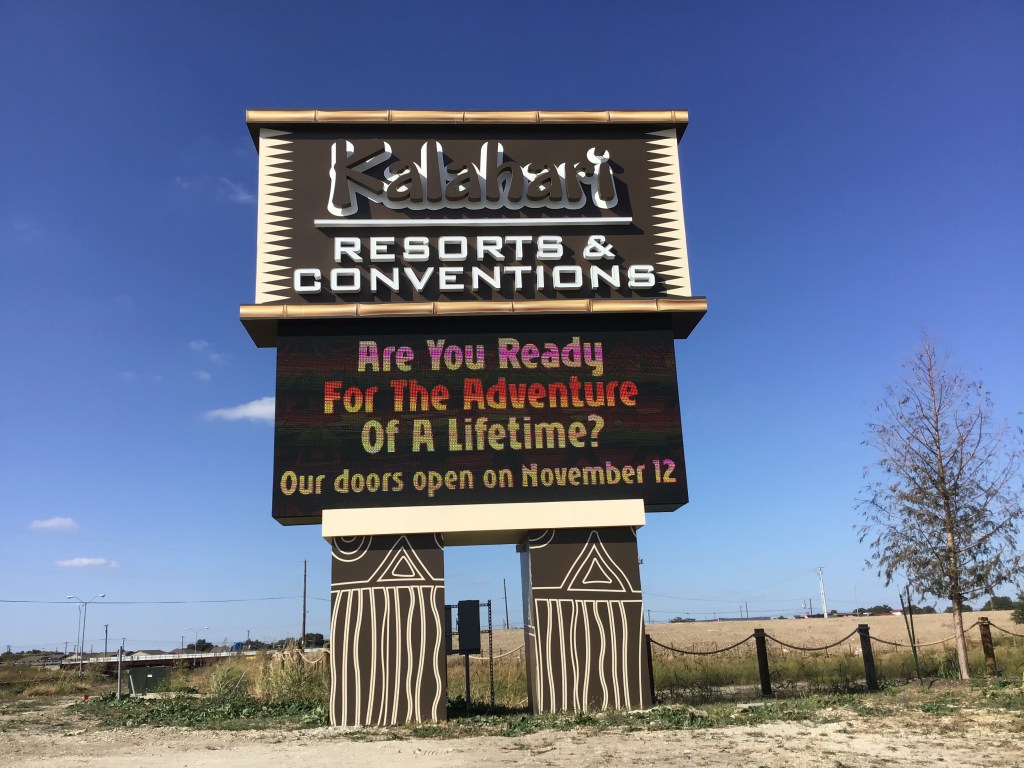 Kalahari
RESORTS &
CONVENTIONS
Are You Ready
For The Adventure
Of A Lifetime?
Our doors open on November 12